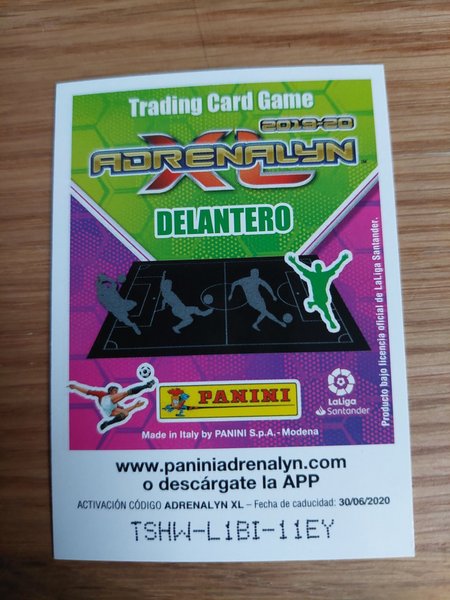 Trading Card Game
2019-20
ADRENALYN XL™
DELANTERO
Producto bajo licencia oficial de LaLiga Santander.
PANINI
LaLiga
Santander
Made in Italy by PANINI S.p.A. - Modena
www.paniniadrenalyn.com
o descárgate la APP
ACTIVACIÓN CÓDIGO ADRENALYN XL – Fecha de caducidad: 30/06/2020
TSHW-L1BI-11EY